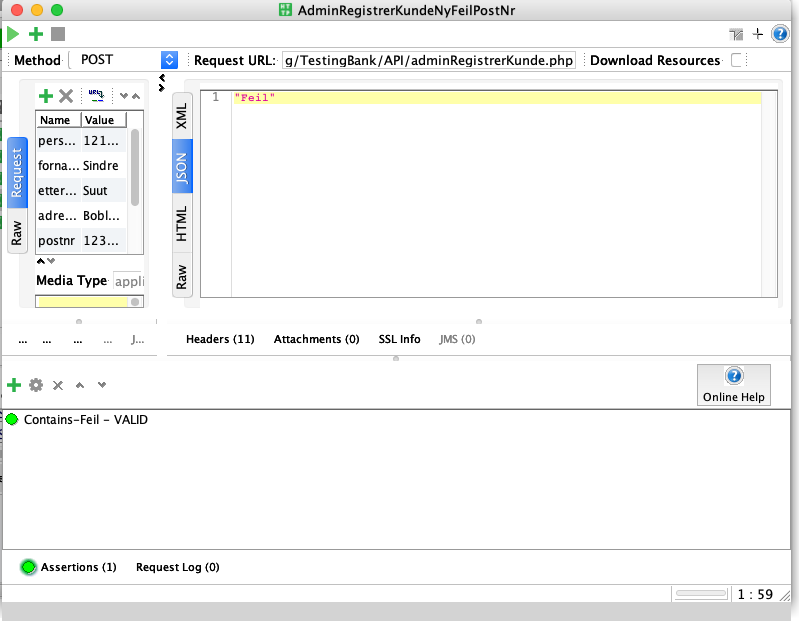 AdminRegistrerKundeNyFeilPostNr
Method POST Request URL: g/TestingBank/API/adminRegistrerKunde.php Download Resources
Name Value
pers... 121...
forna... Sindre
etter... Suut
adre... Bobl...
postnr 123...
Media Type appli
Request
Raw
XML
JSON
HTML
Raw
1 "Feil"
... ... ... ... J...
Headers (11) Attachments (0) SSL Info JMS (0)
Online Help
Contains-Feil - VALID
Assertions (1) Request Log (0)
1 : 59